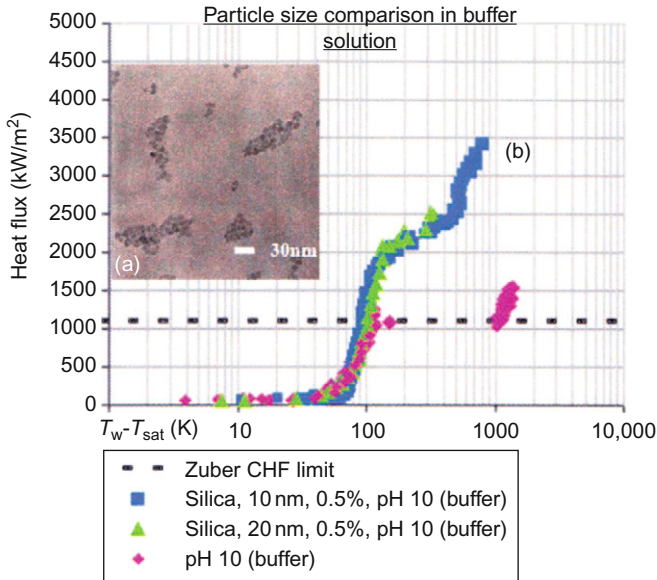 Particle size comparison in buffer
solution
5000
4500
4000
3500
3000
2500
2000
1500
1000
500
0
Heat flux (kW/m²)
(a)
30nm
(b)
T_w-T_sat (K)
10
100
1000
10,000
Zuber CHF limit
Silica, 10 nm, 0.5%, pH 10 (buffer)
Silica, 20 nm, 0.5%, pH 10 (buffer)
pH 10 (buffer)